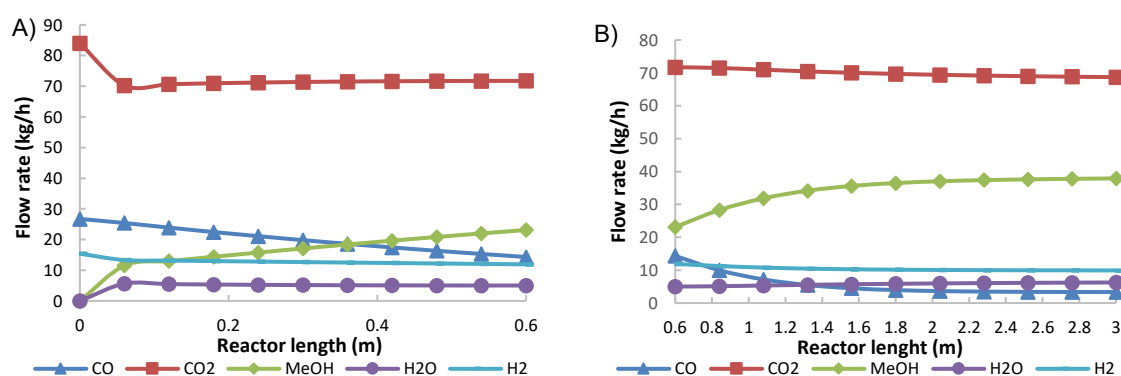 A)
Flow rate (kg/h)
90
80
70
60
50
40
30
20
10
0
0 0.2 0.4 0.6
Reactor length (m)
CO CO2 MeOH H2O H2
B)
Flow rate (kg/h)
80
70
60
50
40
30
20
10
0
0.6 0.8 1 1.2 1.4 1.6 1.8 2 2.2 2.4 2.6 2.8 3
Reactor lenght (m)
CO CO2 MeOH H2O H2